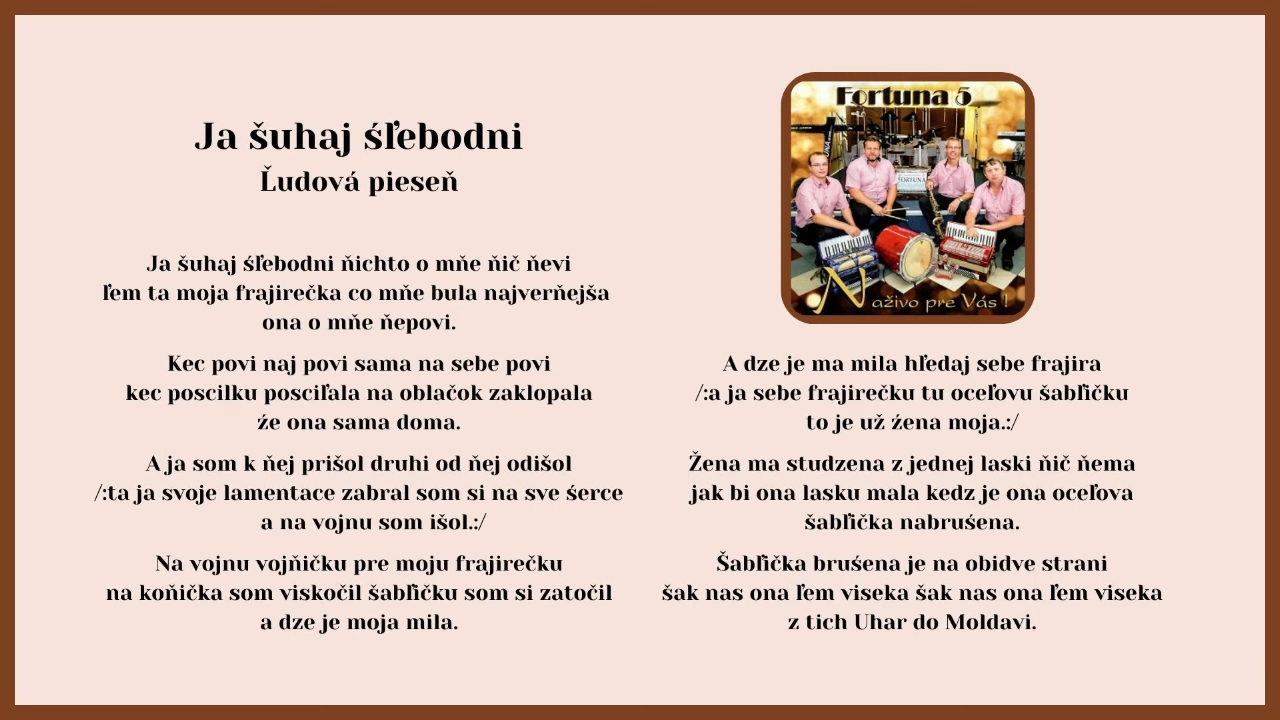 Ja šuhaj śľebodni
Ľudová pieseň
Ja šuhaj śľebodni ňichto o mňe ňič ňevi
ľem ta moja frajirečka co mňe bula najverňejša
ona o mňe ňepovi.
Kec povi naj povi sama na sebe povi
kec poscilku posciľala na oblačok zaklopala
źe ona sama doma.
A ja som k ňej prišol druhi od ňej odišol
/:ta ja svoje lamentace zabral som si na sve śerce
a na vojnu som išol.:/
Na vojnu vojňičku pre moju frajirečku
na koňička som viskočil šabľičku som si zatočil
a dze je moja mila.
Fortuna 5
FORTUNA
Naživo pre Vás !
A dze je ma mila hľedaj sebe frajira
/:a ja sebe frajirečku tu oceľovu šabľičku
to je už źena moja.:/
Žena ma studzena z jednej laski ňič ňema
jak bi ona lasku mala kedz je ona oceľova
šabľička nabruśena.
Šabľička bruśena je na obidve strani
šak nas ona ľem viseka šak nas ona ľem viseka
z tich Uhar do Moldavi.